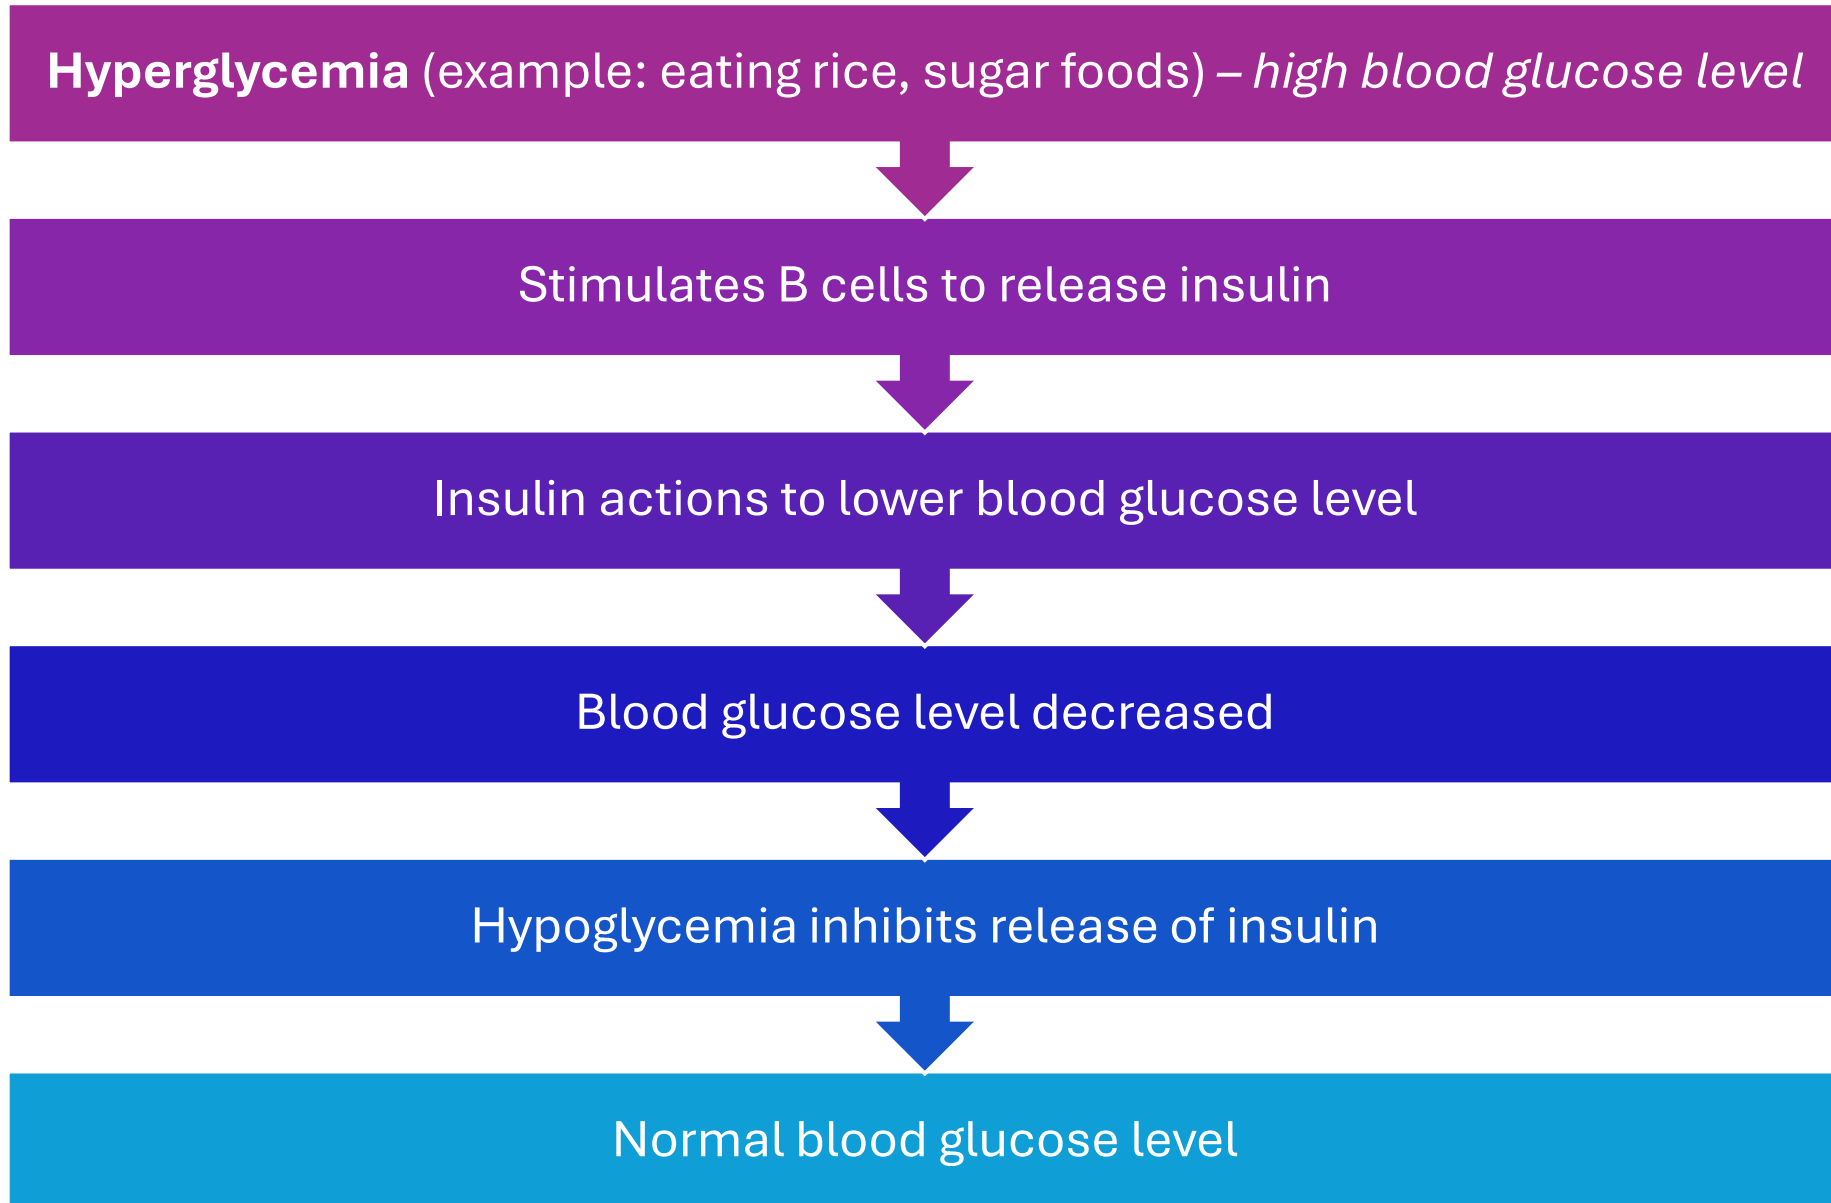 Hyperglycemia (example: eating rice, sugar foods) – high blood glucose level
Stimulates B cells to release insulin
Insulin actions to lower blood glucose level
Blood glucose level decreased
Hypoglycemia inhibits release of insulin
Normal blood glucose level